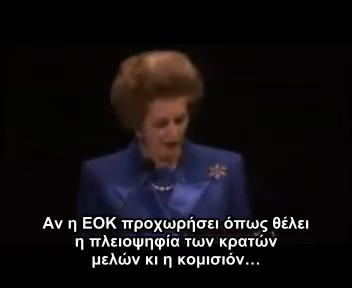 Αν η ΕΟΚ προχωρήσει όπως θέλει
η πλειοψηφία των κρατών
μελών κι η κομισιόν...